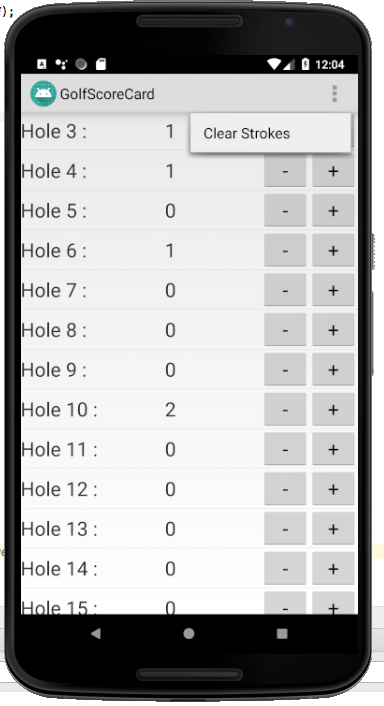 );
12:04
GolfScoreCard
Clear Strokes
Hole 3 : 1
Hole 4 : 1 - +
Hole 5 : 0 - +
Hole 6 : 1 - +
Hole 7 : 0 - +
Hole 8 : 0 - +
Hole 9 : 0 - +
Hole 10 : 2 - +
Hole 11 : 0 - +
Hole 12 : 0 - +
Hole 13 : 0 - +
Hole 14 : 0 - +
Hole 15 : 0 - +